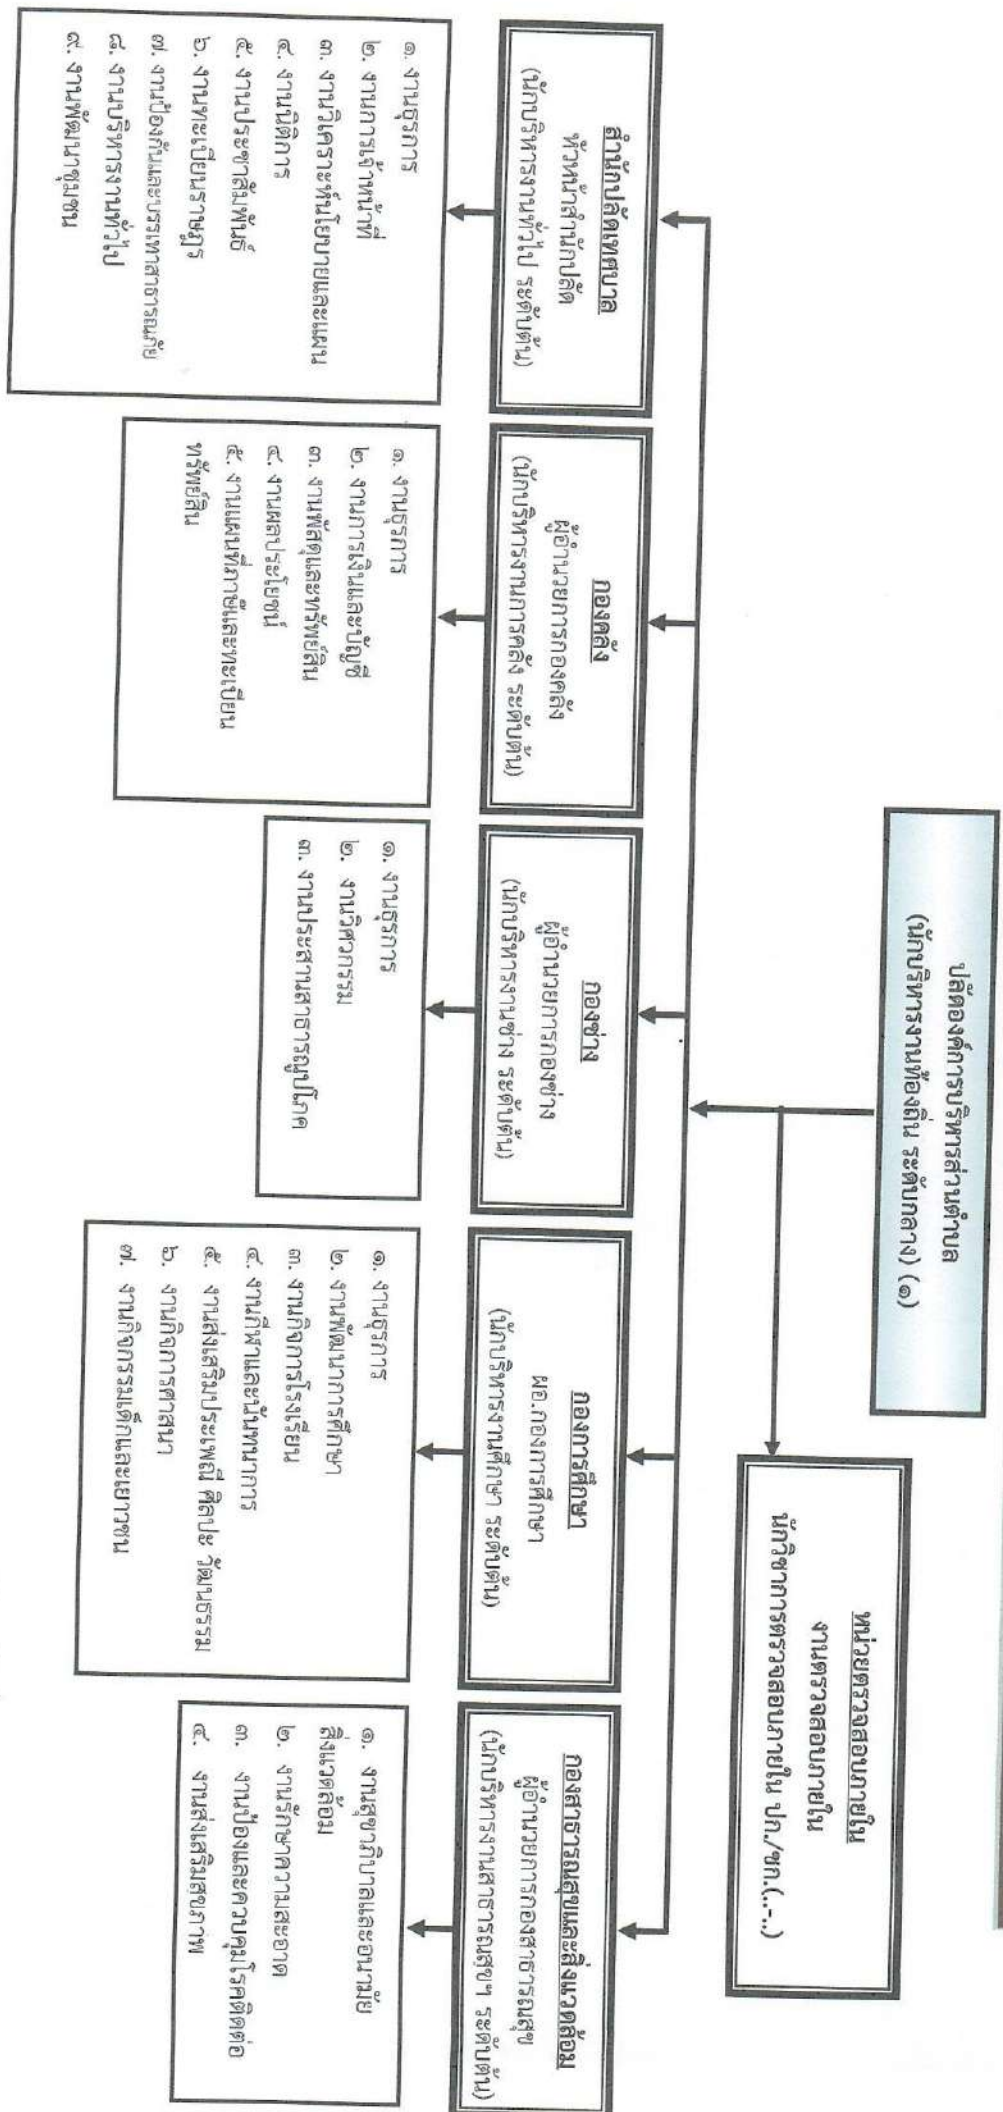 ปลัดองค์การบริหารส่วนตำบล
(นักบริหารงานท้องถิ่น ระดับกลาง) (๑)
หน่วยตรวจสอบภายใน
งานตรวจสอบภายใน
นักวิชาการตรวจสอบภายใน ปก./ชก.(..-..)
สำนักปลัดเทศบาล
หัวหน้าสำนักปลัด
(นักบริหารงานทั่วไป ระดับต้น)
๑. งานธุรการ
๒. งานการเจ้าหน้าที่
๓. งานวิเคราะห์นโยบายและแผน
๔. งานนิติการ
๕. งานประชาสัมพันธ์
๖. งานทะเบียนราษฎร
๗. งานป้องกันและบรรเทาสาธารณภัย
๘. งานบริหารงานทั่วไป
๙. งานพัฒนาชุมชน
กองคลัง
ผู้อำนวยการกองคลัง
(นักบริหารงานการคลัง ระดับต้น)
๑. งานธุรการ
๒. งานการเงินและบัญชี
๓. งานพัสดุและทรัพย์สิน
๔. งานผลประโยชน์
๕. งานแผนที่ภาษีและทะเบียน
ทรัพย์สิน
กองช่าง
ผู้อำนวยการกองช่าง
(นักบริหารงานช่าง ระดับต้น)
๑. งานธุรการ
๒. งานวิศวกรรม
๓. งานประสานสาธารณูปโภค
กองการศึกษา
ผอ.กองการศึกษา
(นักบริหารงานศึกษา ระดับต้น)
๑. งานธุรการ
๒. งานพัฒนาการศึกษา
๓. งานกิจการโรงเรียน
๔. งานกีฬาและนันทนาการ
๕. งานส่งเสริมประเพณี ศิลปะ วัฒนธรรม
๖. งานกิจการศาสนา
๗. งานกิจกรรมเด็กและเยาวชน
กองสาธารณสุขและสิ่งแวดล้อม
ผู้อำนวยการกองสาธารณสุข
(นักบริหารงานสาธารณสุขฯ ระดับต้น)
๑. งานสุขาภิบาลและอนามัย
สิ่งแวดล้อม
๒. งานรักษาความสะอาด
๓. งานป้องและควบคุมโรคติดต่อ
๔. งานส่งเสริมสุขภาพ